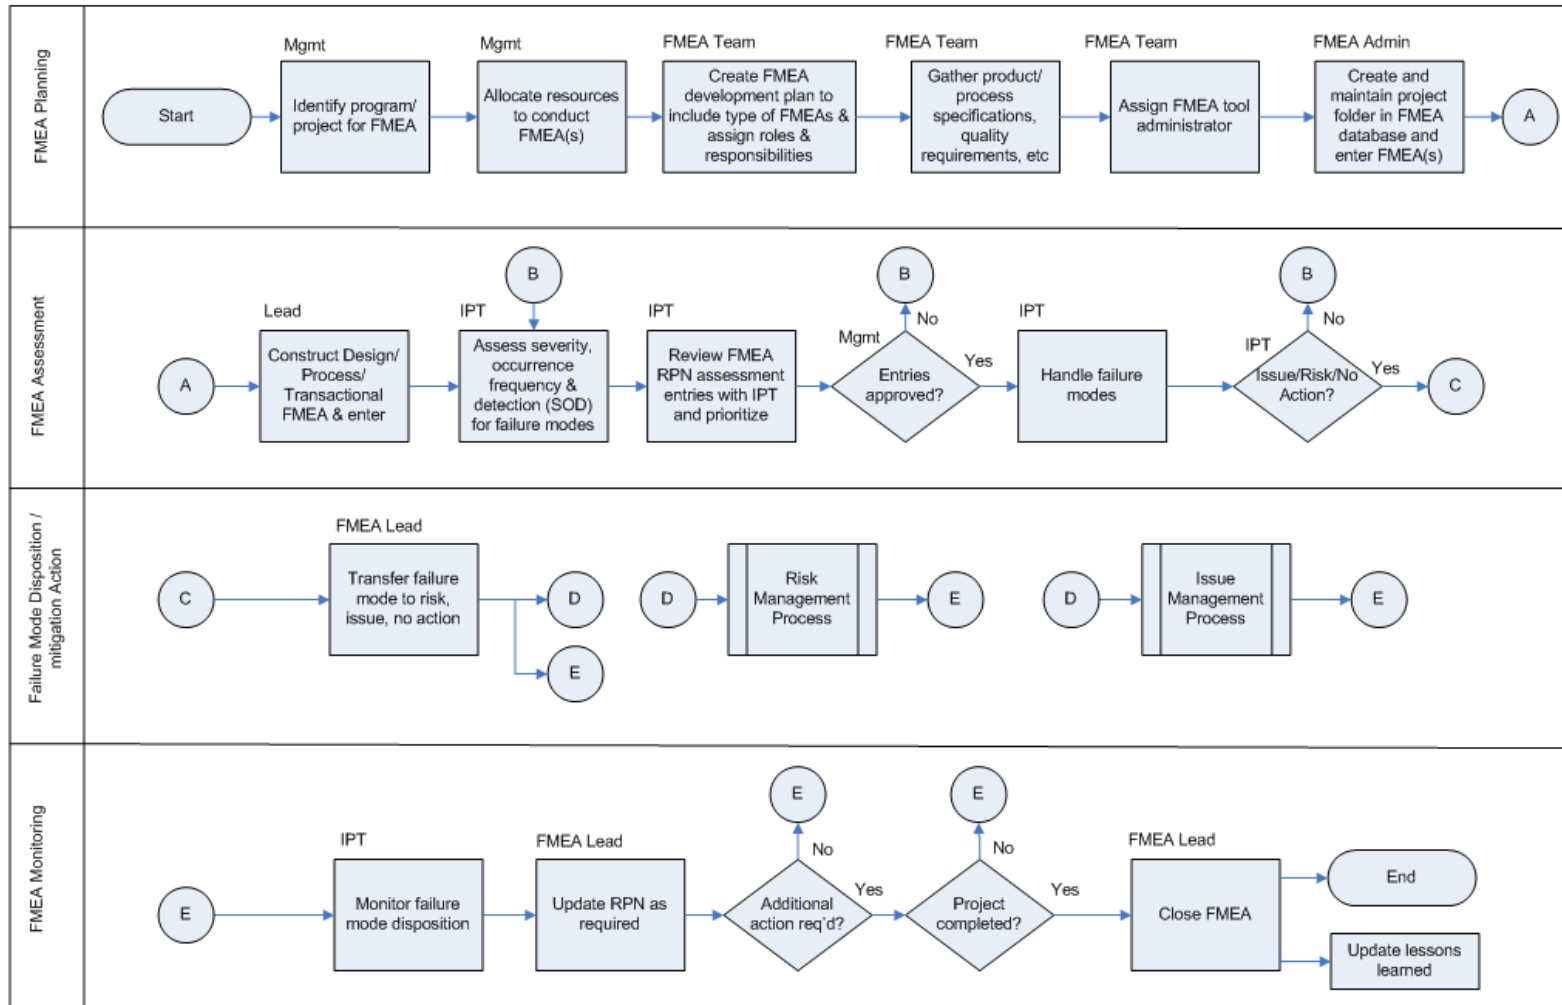 FMEA Planning
Mgmt
Mgmt
FMEA Team
FMEA Team
FMEA Team
FMEA Admin
Start
Identify program/
project for FMEA
Allocate resources
to conduct
FMEA(s)
Create FMEA
development plan to
include type of FMEAs &
assign roles &
responsibilities
Gather product/
process
specifications,
quality
requirements, etc
Assign FMEA tool
administrator
Create and
maintain project
folder in FMEA
database and
enter FMEA(s)
A
FMEA Assessment
A
Lead
Construct Design/
Process/
Transactional
FMEA & enter
B
IPT
Assess severity,
occurrence
frequency &
detection (SOD)
for failure modes
IPT
Review FMEA
RPN assessment
entries with IPT
and prioritize
B
No
Mgmt
Entries
approved?
Yes
IPT
Handle failure
modes
B
No
IPT
Issue/Risk/No
Action?
Yes
C
Failure Mode Disposition /
mitigation Action
C
FMEA Lead
Transfer failure
mode to risk,
issue, no action
D
E
D
Risk
Management
Process
E
D
Issue
Management
Process
E
FMEA Monitoring
E
IPT
Monitor failure
mode disposition
FMEA Lead
Update RPN as
required
E
No
Additional
action req'd?
Yes
E
No
Project
completed?
Yes
FMEA Lead
Close FMEA
End
Update lessons
learned